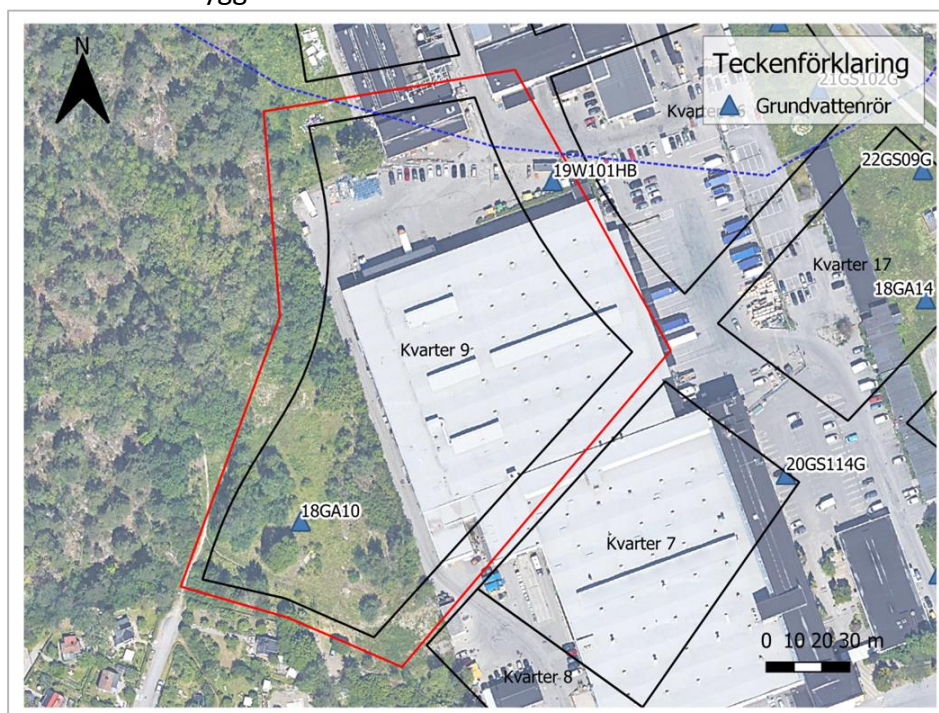 N
Teckenförklaring
21GS102G
Grundvattenrör
22GS09G
19W101HB
Kvarter 17
18GA14
Kvarter 9
20GS114G
18GA10
Kvarter 7
0 10 20 30 m
Kvarter 8